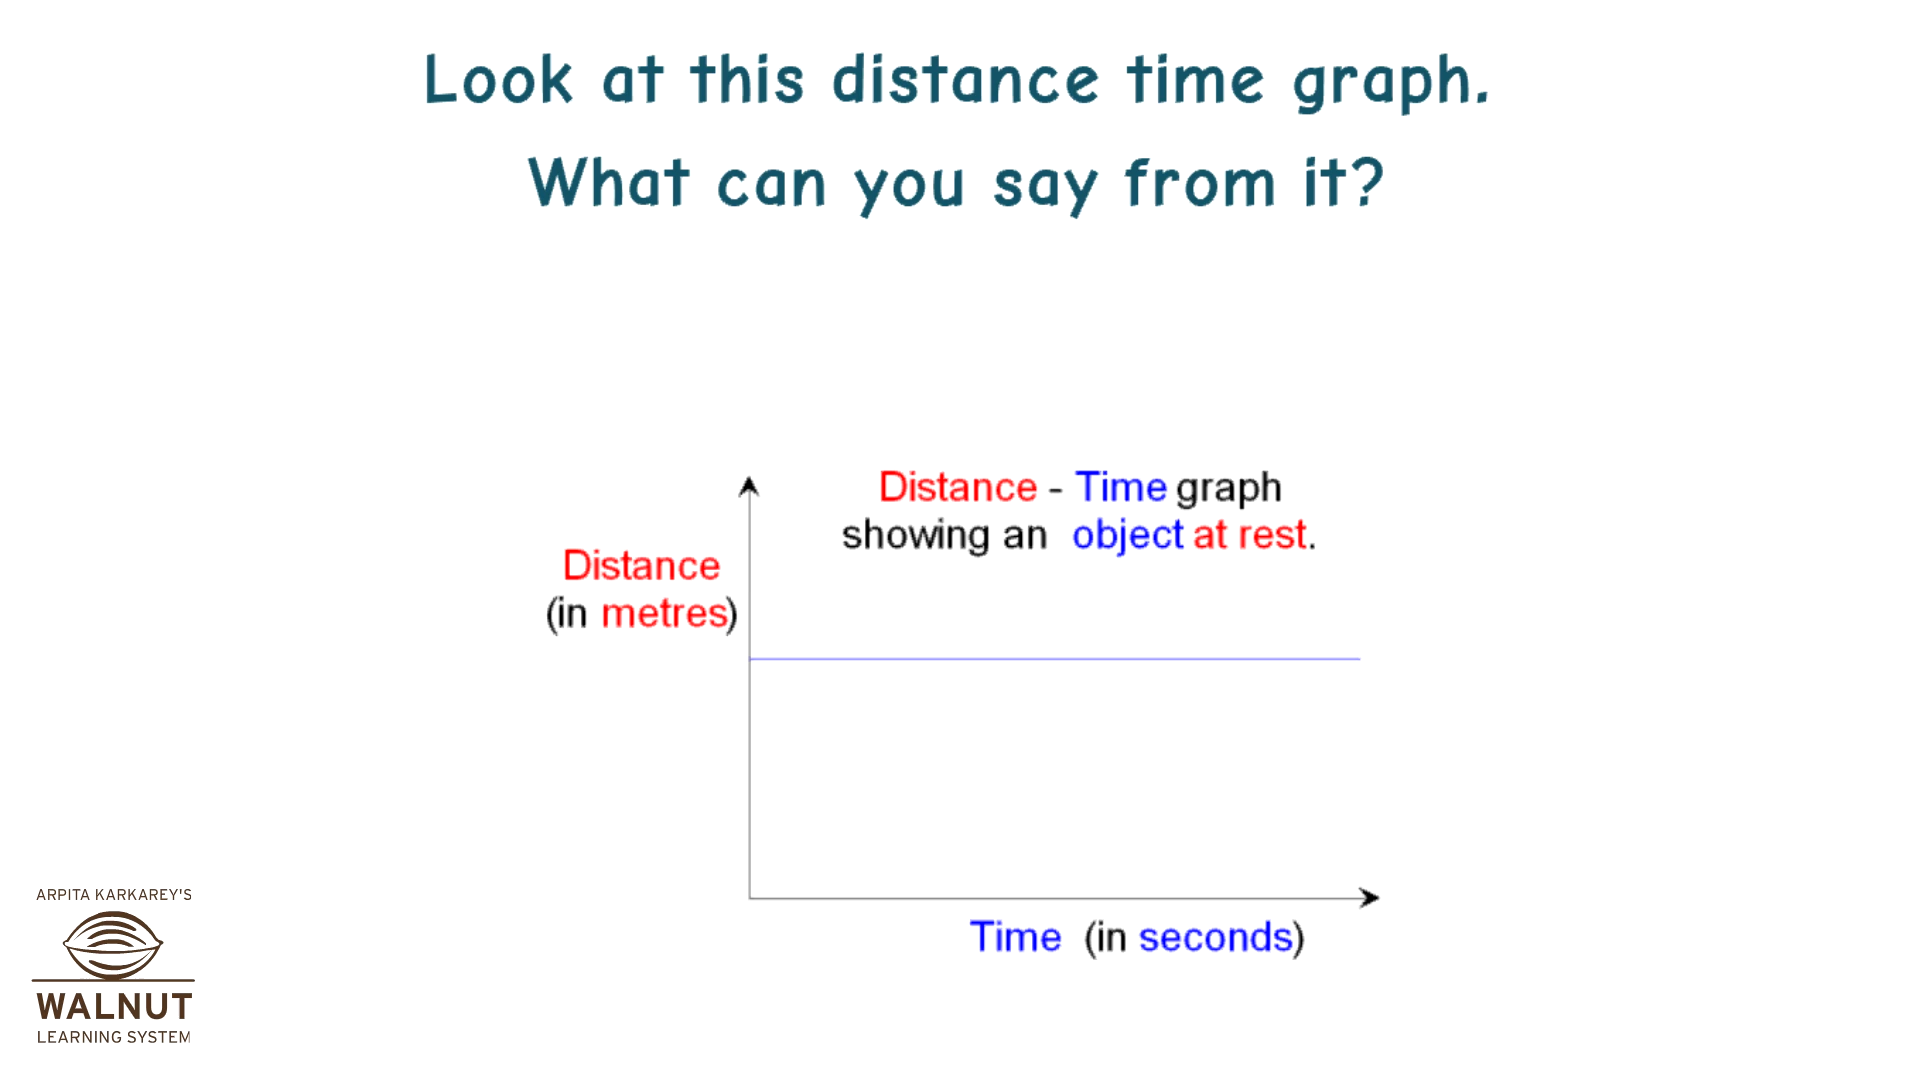 Look at this distance time graph.
What can you say from it?
Distance - Time graph
showing an object at rest.
Distance
(in metres)
Time (in seconds)
ARPITA KARKAREY'S
WALNUT
LEARNING SYSTEM